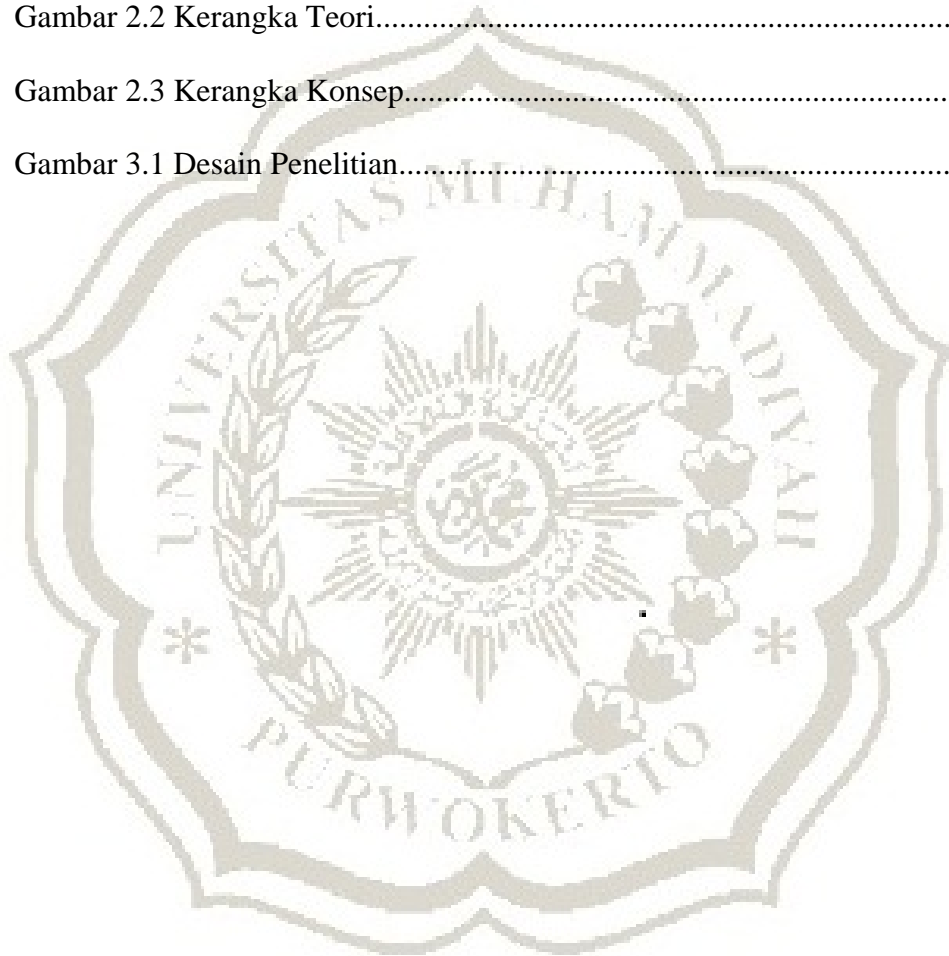 Gambar 2.2 Kerangka Teori..........................................................................
Gambar 2.3 Kerangka Konsep.....................................................................
Gambar 3.1 Desain Penelitian.....................................................................
UNIVERSITAS MUHAMMADIYAH
PURWOKERTO